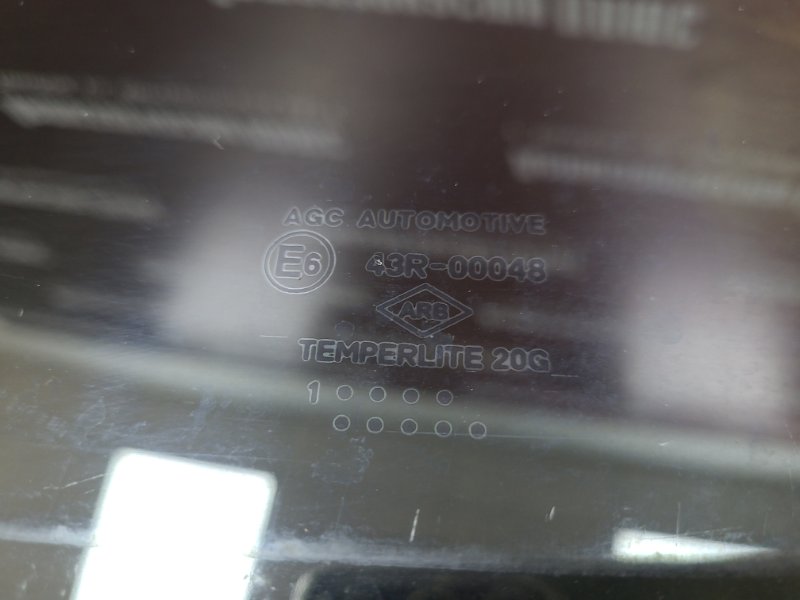 AGC AUTOMOTIVE
E6 43R-00048
ARB
TEMPERLITE 20G
1